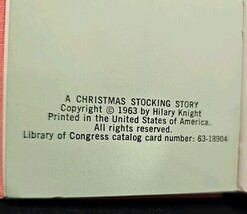 A CHRISTMAS STOCKING STORY
Copyright © 1963 by Hilary Knight
Printed in the United States of America.
All rights reserved.
Library of Congress catalog card number: 63-18904